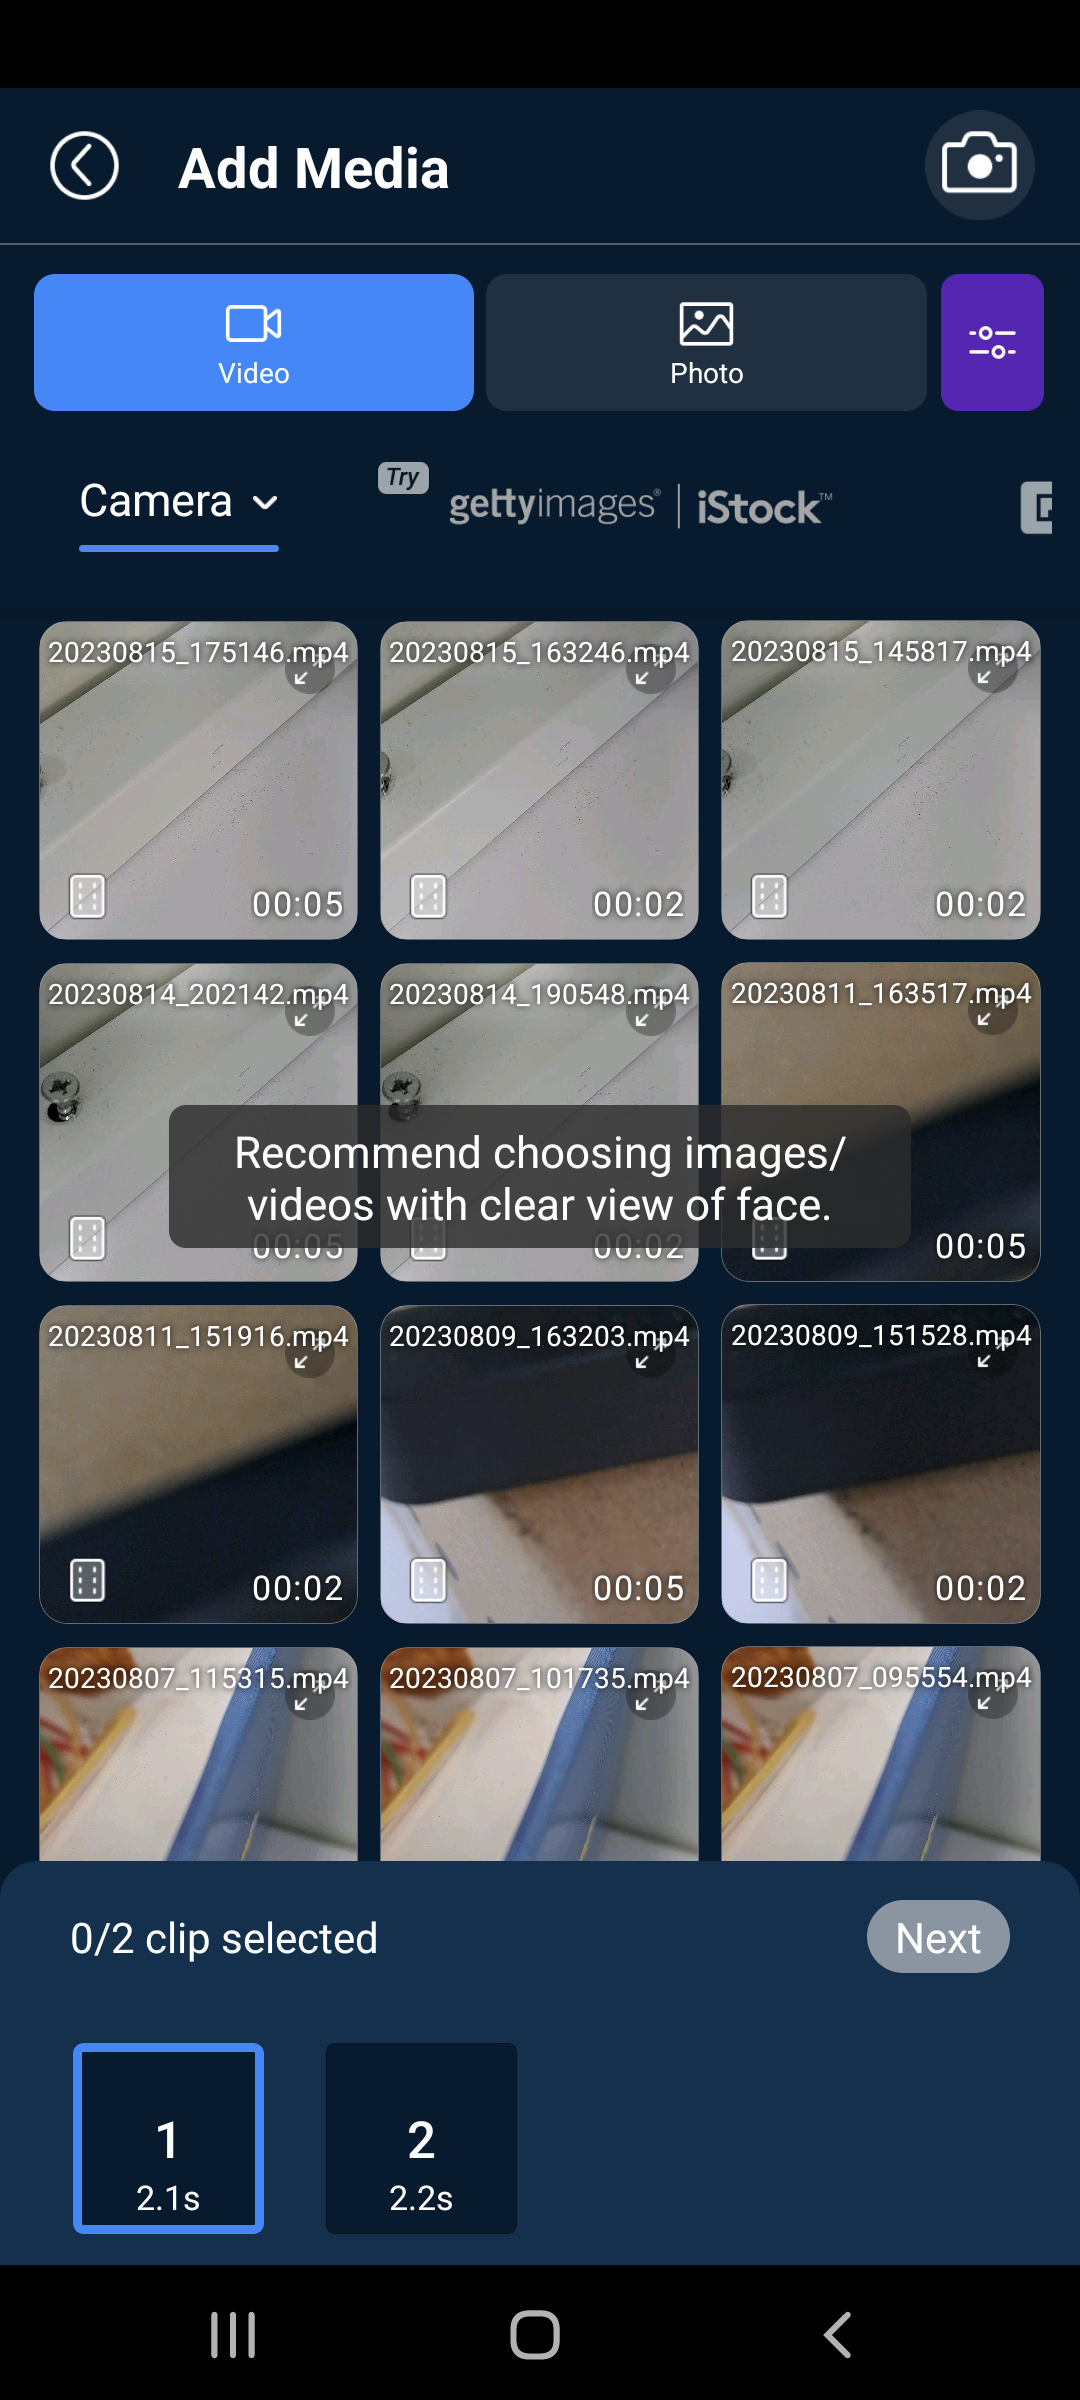 Add Media
Video
Photo
Camera
Try
gettyimages® | iStock™
20230815_175146.mp4
20230815_163246.mp4
20230815_145817.mp4
00:05
00:02
00:02
20230814_202142.mp4
20230814_190548.mp4
20230811_163517.mp4
Recommend choosing images/
videos with clear view of face.
00:05
00:02
00:05
20230811_151916.mp4
20230809_163203.mp4
20230809_151528.mp4
00:02
00:05
00:02
20230807_115315.mp4
20230807_101735.mp4
20230807_095554.mp4
0/2 clip selected
Next
1
2.1s
2
2.2s